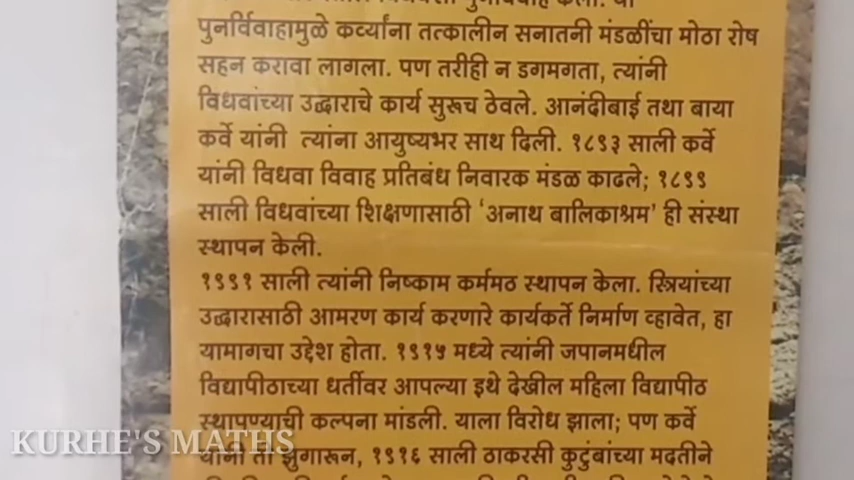 पुनर्विवाहामुळे कर्व्यांना तत्कालीन सनातनी मंडळींचा मोठा रोष
सहन करावा लागला. पण तरीही न डगमगता, त्यांनी
विधवांच्या उद्धाराचे कार्य सुरूच ठेवले. आनंदीबाई तथा बाया
कर्वे यांनी त्यांना आयुष्यभर साथ दिली. १८९३ साली कर्वे
यांनी विधवा विवाह प्रतिबंध निवारक मंडळ काढले; १८९९
साली विधवांच्या शिक्षणासाठी ‘अनाथ बालिकाश्रम’ ही संस्था
स्थापन केली.
१९९१ साली त्यांनी निष्काम कर्ममठ स्थापन केला. स्त्रियांच्या
उद्धारासाठी आमरण कार्य करणारे कार्यकर्ते निर्माण व्हावेत, हा
यामागचा उद्देश होता. १९१५ मध्ये त्यांनी जपानमधील
विद्यापीठाच्या धर्तीवर आपल्या इथे देखील महिला विद्यापीठ
स्थापण्याची कल्पना मांडली. याला विरोध झाला; पण कर्वे
यांनी तो झुगारून, १९१६ साली ठाकरसी कुटुंबांच्या मदतीने
KURHE'S MATHS